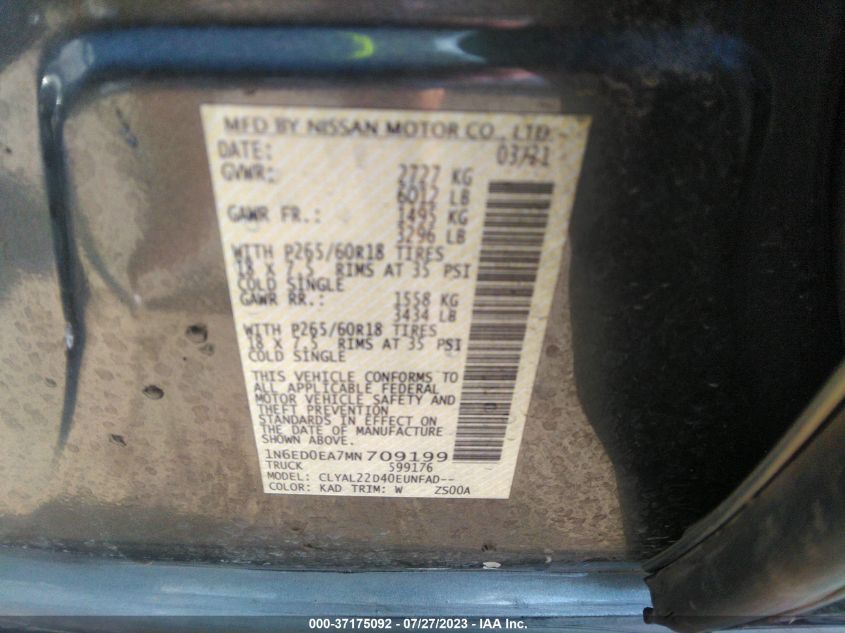 MFD BY NISSAN MOTOR CO., LTD.
DATE: 03/21
GVWR: 2727 KG
6012 LB
GAWR FR.: 1495 KG
3296 LB
WITH P265/60R18 TIRES
18 X 7.5 RIMS AT 35 PSI
COLD SINGLE
GAWR RR.: 1558 KG
3434 LB
WITH P265/60R18 TIRES
18 X 7.5 RIMS AT 35 PSI
COLD SINGLE
THIS VEHICLE CONFORMS TO
ALL APPLICABLE FEDERAL
MOTOR VEHICLE SAFETY AND
THEFT PREVENTION
STANDARDS IN EFFECT ON
THE DATE OF MANUFACTURE
SHOWN ABOVE.
1N6ED0EA7MN709199
TRUCK 599176
MODEL: CLYAL22D40EUNFAD--
COLOR: KAD TRIM: W ZS00A
000-37175092 / 07/27/2023 - IAA Inc.